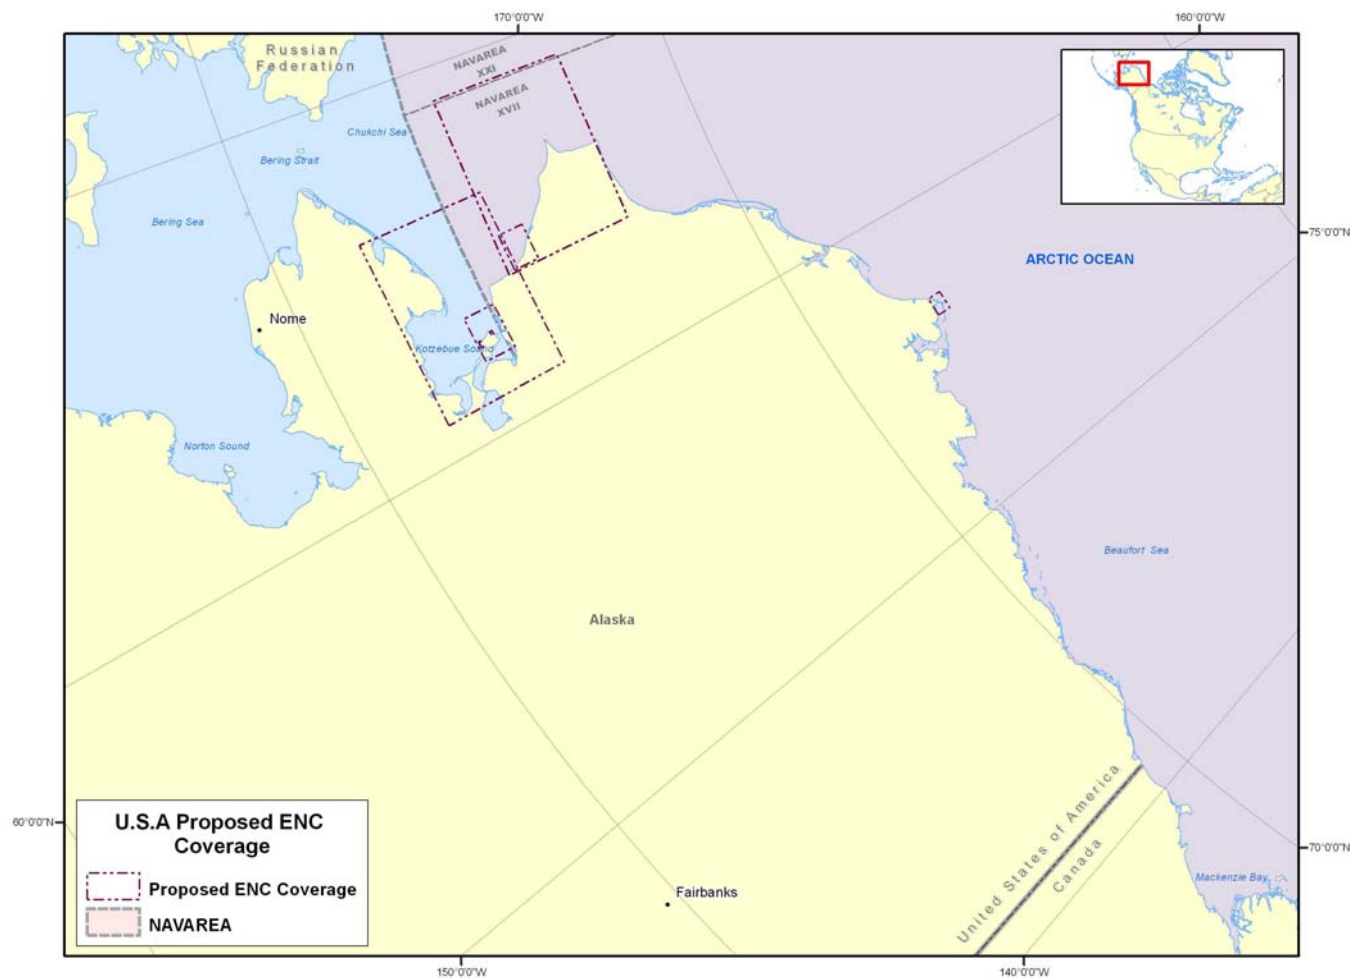 170°0'0"W
160°0'0"W
Russian
Federation
NAVAREA
XXI
NAVAREA
XVII
Chukchi Sea
Bering Strait
Bering Sea
75°0'0"N
ARCTIC OCEAN
Nome
Kotzebue Sound
Norton Sound
Beaufort Sea
Alaska
60°0'0"N
U.S.A Proposed ENC
Coverage
Proposed ENC Coverage
NAVAREA
United States of America
Canada
70°0'0"N
Mackenzie Bay
Fairbanks
150°0'0"W
140°0'0"W